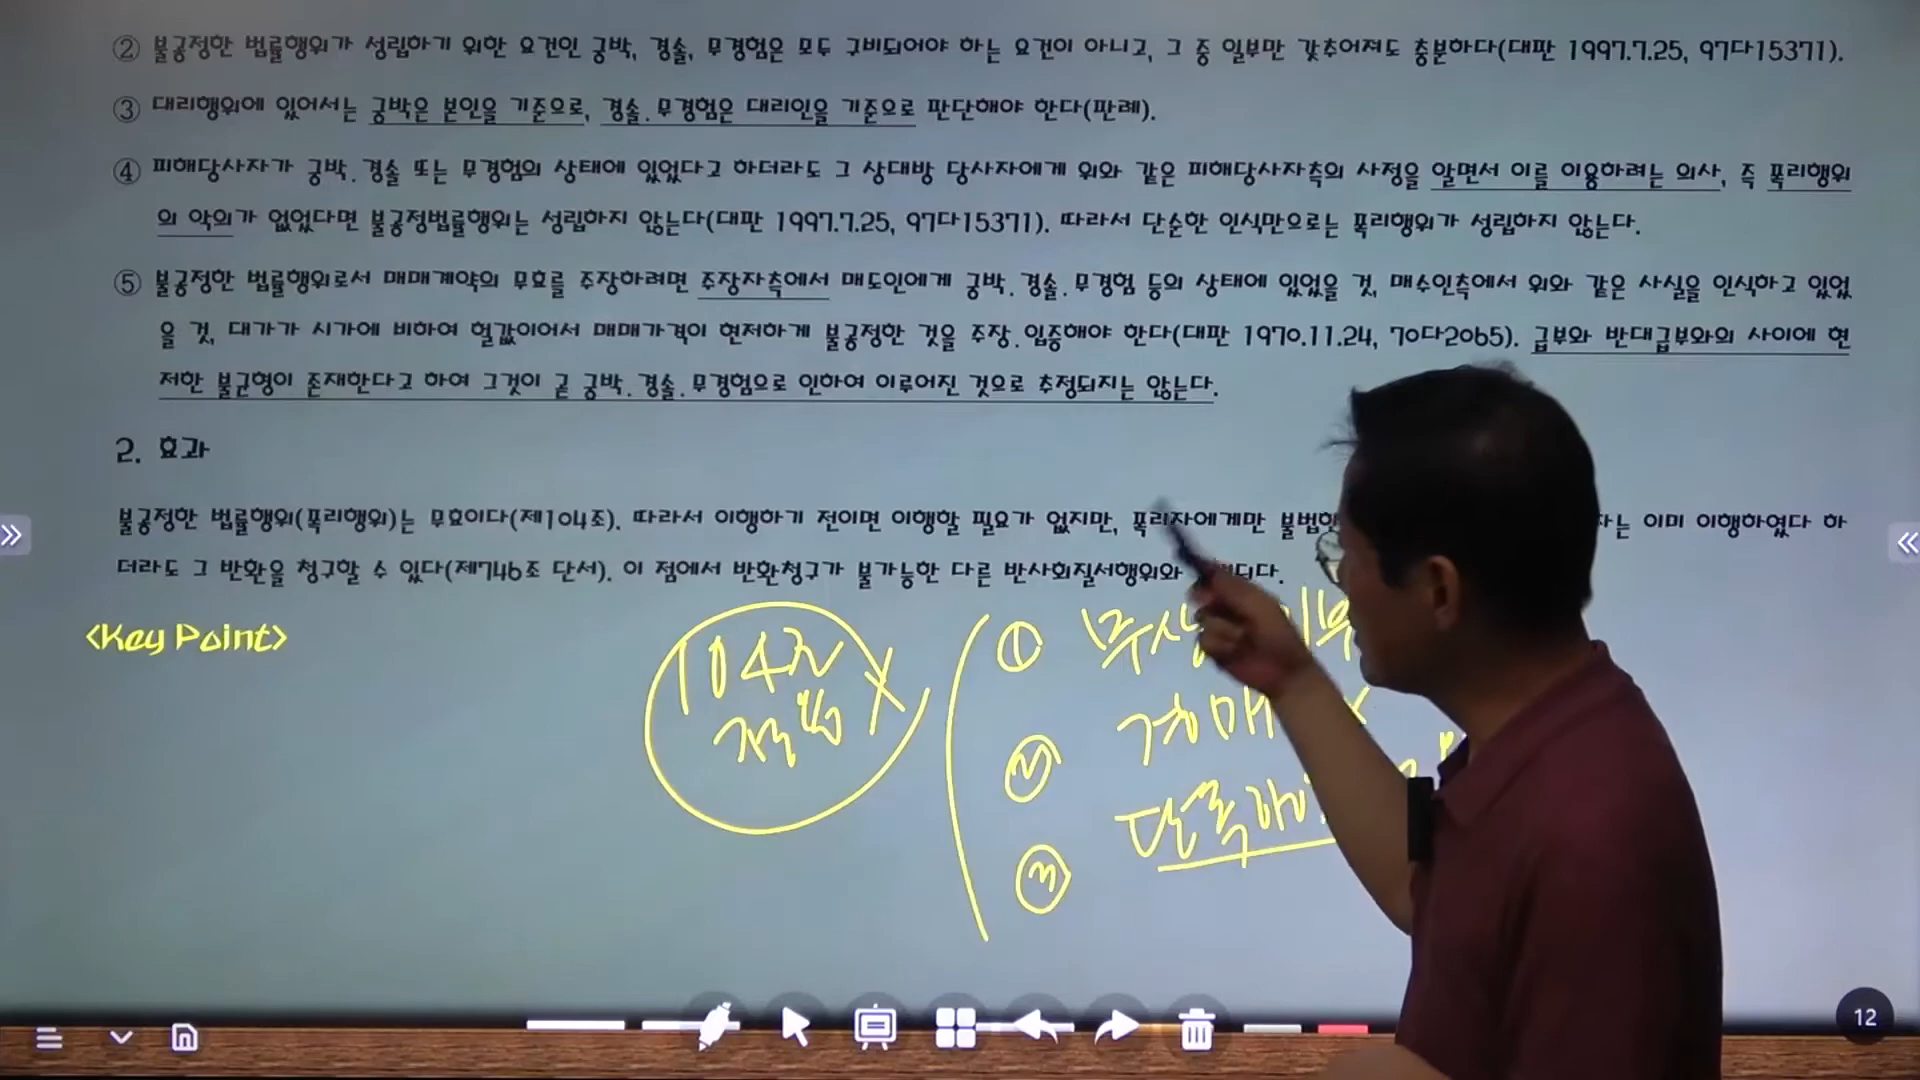 ② 불공정한 법률행위가 성립하기 위한 요건인 궁박, 경솔, 무경험은 모두 구비되어야 하는 요건이 아니고, 그 중 일부만 갖추어져도 충분하다(대판 1997.7.25, 97다15371).
③ 대리행위에 있어서는 궁박은 본인을 기준으로, 경솔·무경험은 대리인을 기준으로 판단해야 한다(판례).
④ 피해당사자가 궁박·경솔 또는 무경험의 상태에 있었다고 하더라도 그 상대방 당사자에게 위와 같은 피해당사자측의 사정을 알면서 이를 이용하려는 의사, 즉 폭리행위
의 악의가 없었다면 불공정법률행위는 성립하지 않는다(대판 1997.7.25, 97다15371). 따라서 단순한 인식만으로는 폭리행위가 성립하지 않는다.
⑤ 불공정한 법률행위로서 매매계약의 무효를 주장하려면 주장자측에서 매도인에게 궁박·경솔·무경험 등의 상태에 있었을 것, 매수인측에서 위와 같은 사실을 인식하고 있었
을 것, 대가가 시가에 비하여 헐값이어서 매매가격이 현저하게 불공정한 것을 주장·입증해야 한다(대판 1970.11.24, 70다2065). 급부와 반대급부와의 사이에 현
저한 불균형이 존재한다고 하여 그것이 곧 궁박·경솔·무경험으로 인하여 이루어진 것으로 추정되지는 않는다.
2. 효과
불공정한 법률행위(폭리행위)는 무효이다(제104조). 따라서 이행하기 전이면 이행할 필요가 없지만, 폭리자에게만 불법 는 이미 이행하였다 하
더라도 그 반환을 청구할 수 있다(제746조 단서). 이 점에서 반환청구가 불가능한 다른 반사회질서행위와
<Key Point>
104조
적용 X
① 무상
② 경매
③ 단독행
12